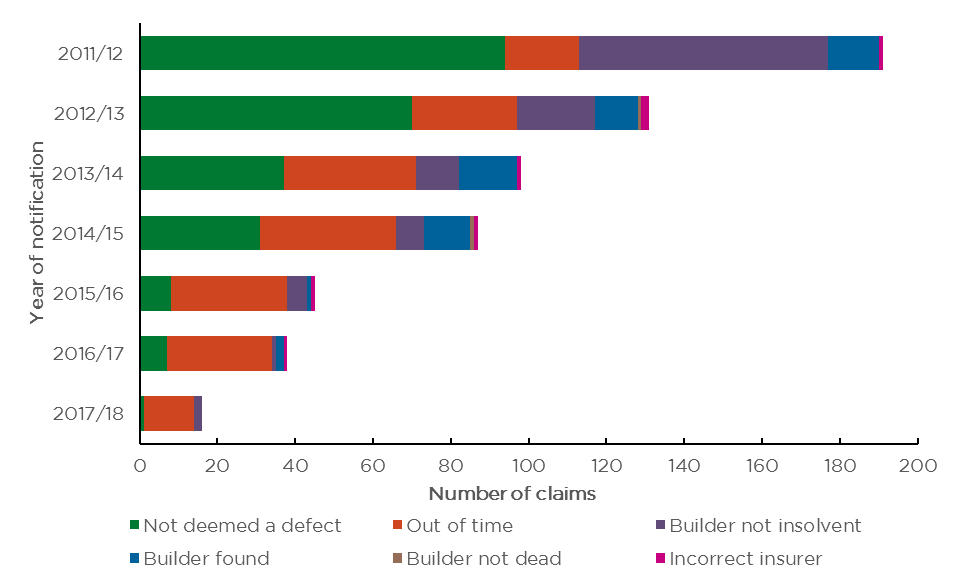 2011/12
2012/13
2013/14
2014/15
2015/16
2016/17
2017/18
Year of notification
0 20 40 60 80 100 120 140 160 180 200
Number of claims
Not deemed a defect Out of time Builder not insolvent
Builder found Builder not dead Incorrect insurer